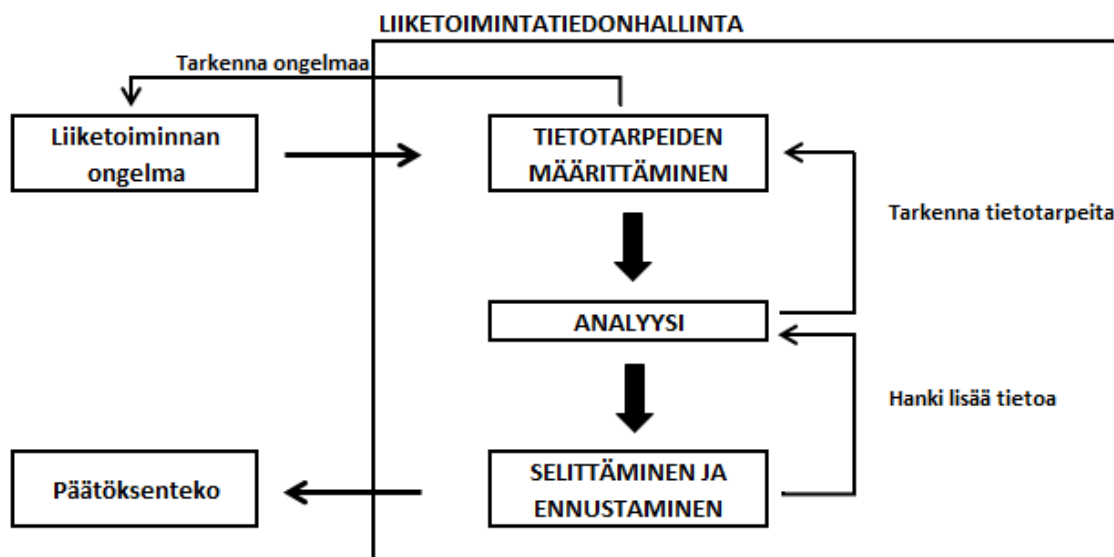 LIIKETOIMINTATIEDONHALLINTA
Tarkenna ongelmaa
Liiketoiminnan
ongelma
TIETOTARPEIDEN
MÄÄRITTÄMINEN
Tarkenna tietotarpeita
ANALYYSI
Hanki lisää tietoa
Päätöksenteko
SELITTÄMINEN JA
ENNUSTAMINEN